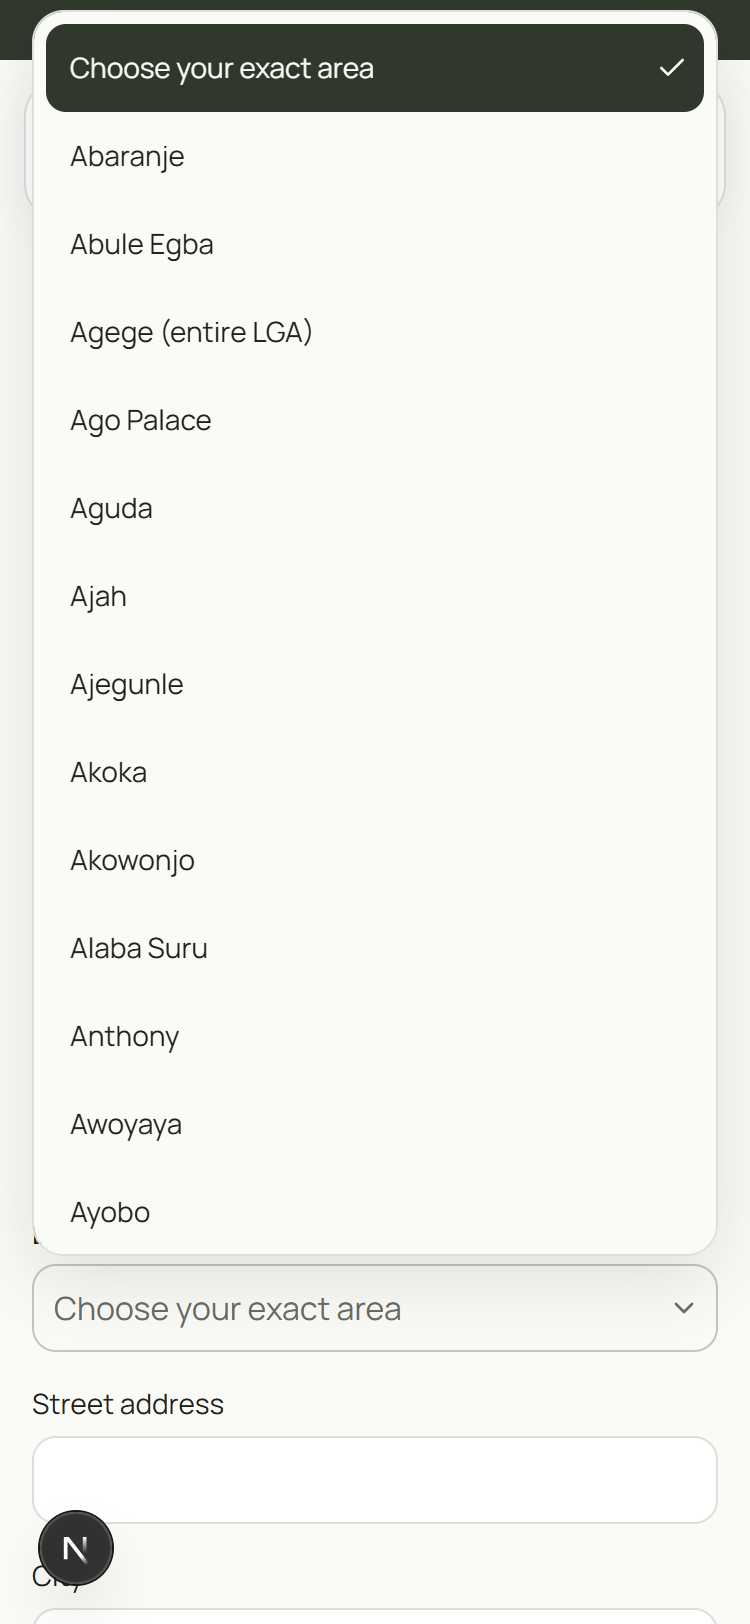 Choose your exact area
Abaranje
Abule Egba
Agege (entire LGA)
Ago Palace
Aguda
Ajah
Ajegunle
Akoka
Akowonjo
Alaba Suru
Anthony
Awoyaya
Ayobo
Choose your exact area
Street address
N
City